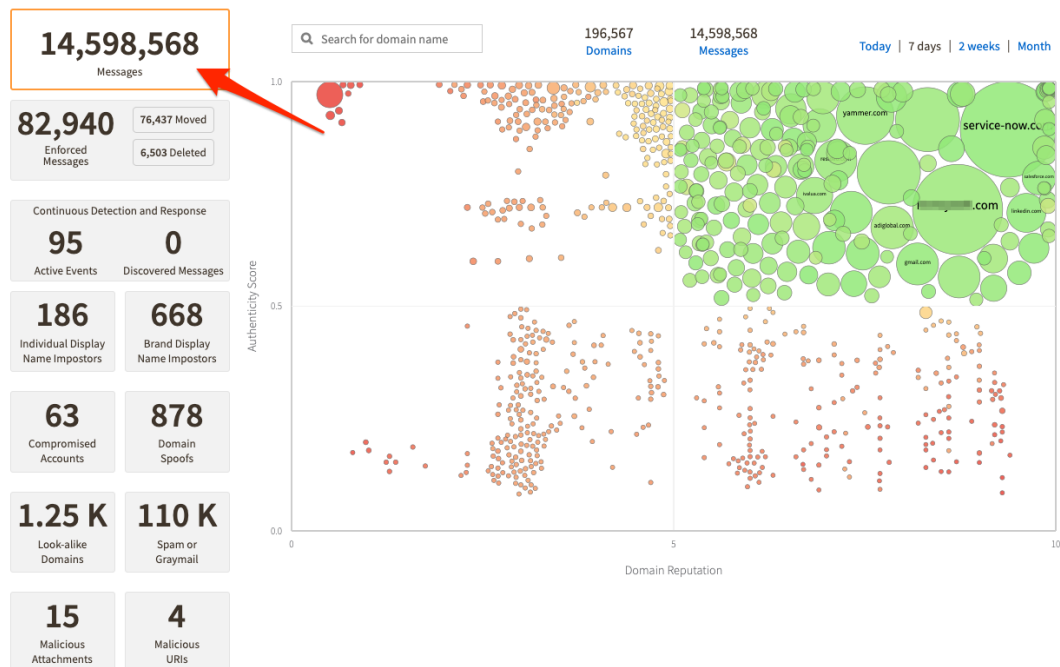 14,598,568
Messages
82,940
Enforced
Messages
76,437 Moved
6,503 Deleted
Continuous Detection and Response
95
Active Events
0
Discovered Messages
186
Individual Display
Name Impostors
668
Brand Display
Name Impostors
63
Compromised
Accounts
878
Domain
Spoofs
1.25 K
Look-alike
Domains
110 K
Spam or
Graymail
15
Malicious
Attachments
4
Malicious
URIs
Search for domain name
196,567
Domains
14,598,568
Messages
Today | 7 days | 2 weeks | Month
Authenticity Score
1.0
0.5
0.0
yammer.com
service-now.co
salesforce.com
.com
linkedin.com
adiglobal.com
gmail.com
0
5
10
Domain Reputation